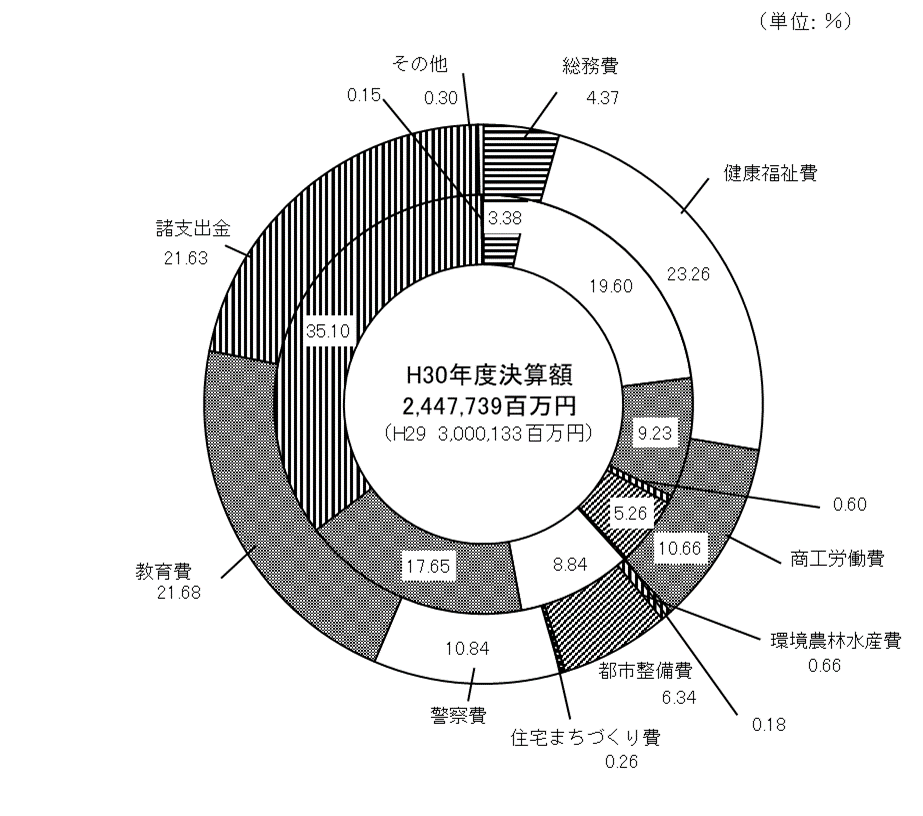 （単位：％）
その他
0.15
0.30
総務費
4.37
健康福祉費
3.38
諸支出金
21.63
19.60
23.26
35.10
H30年度決算額
2,447,739百万円
（H29 3,000,133百万円）
9.23
0.60
5.26
10.66
商工労働費
17.65
8.84
教育費
21.68
10.84
環境農林水産費
0.66
都市整備費
6.34
警察費
0.18
住宅まちづくり費
0.26